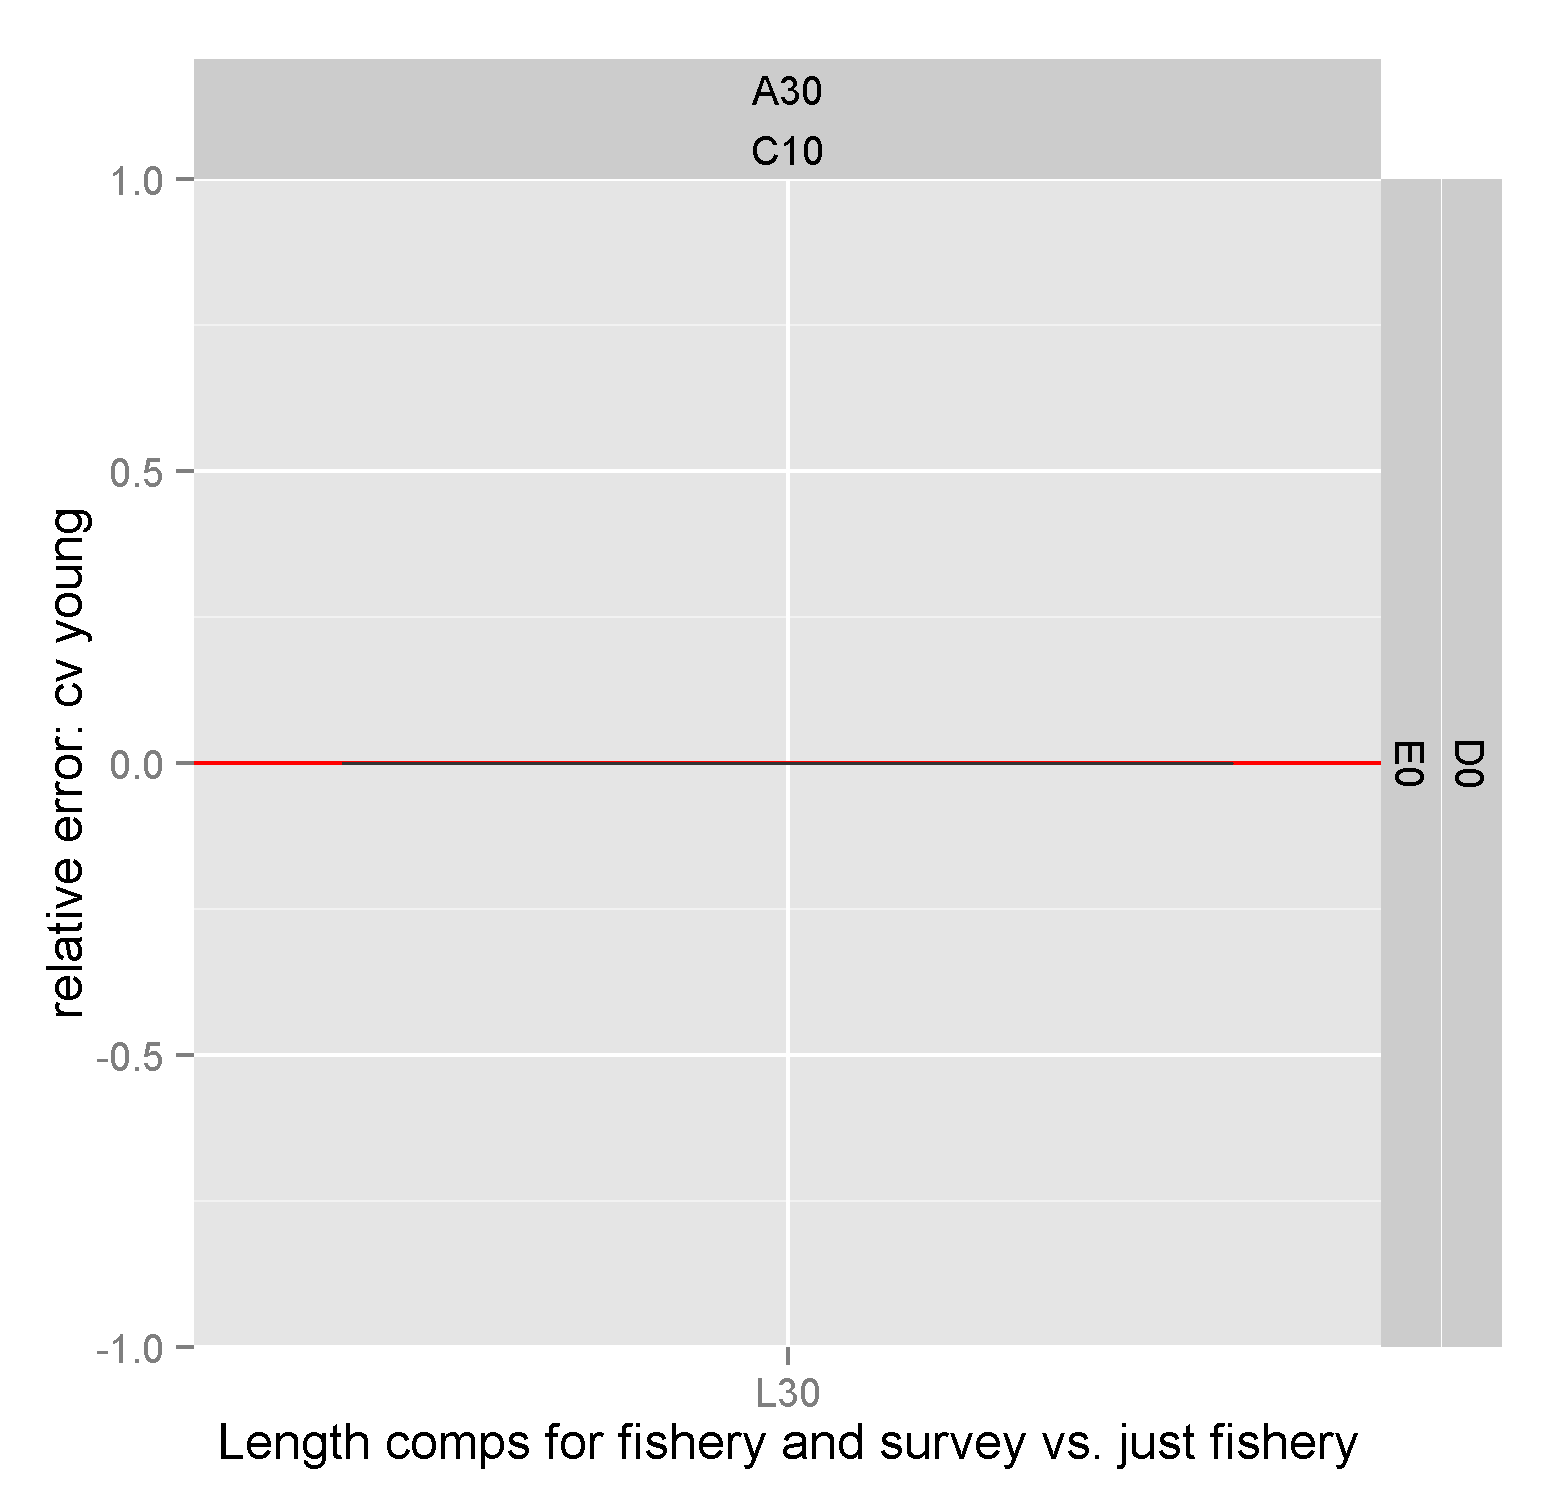 A30
C10
1.0
0.5
0.0
-0.5
-1.0
relative error: cv young
E0
D0
L30
Length comps for fishery and survey vs. just fishery